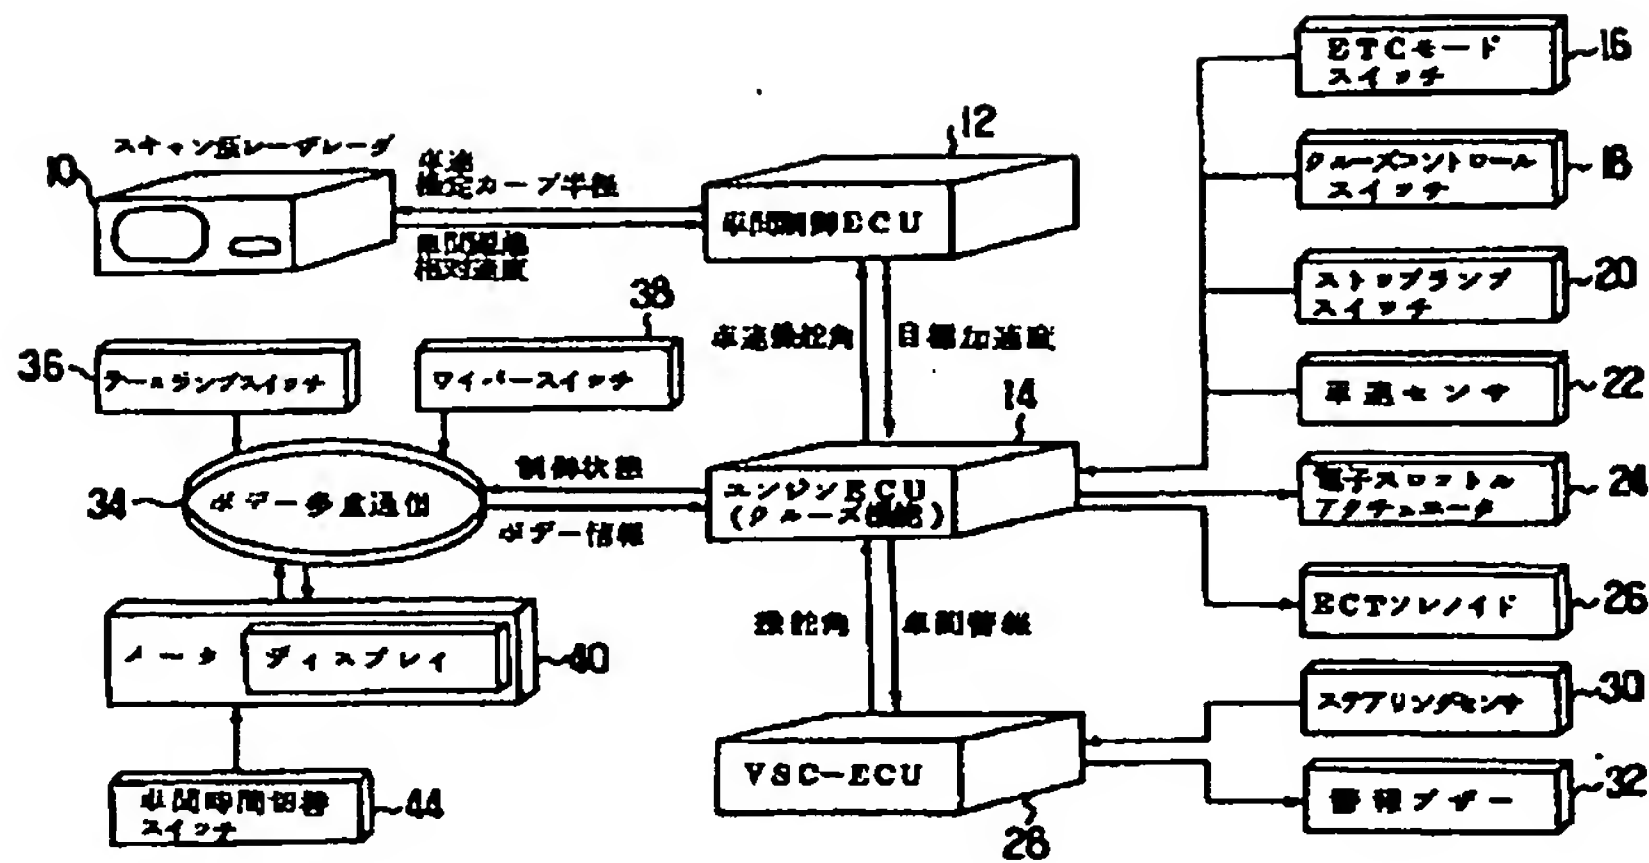 ETCモード
スイッチ
16
クルーズコントロール
スイッチ
18
ストップランプ
スイッチ
20
車速センサ
22
電子スロットル
アクチュエータ
24
ECTソレノイド
26
ステアリングセンサ
30
警報ブザー
32
スキャン型レーザレーダ
10
車速
推定カーブ半径
車間距離
相対速度
12
車間制御ECU
車速操舵角
目標加速度
36
テールランプスイッチ
38
ワイパースイッチ
34
ボデー多重通信
制御状態
ボデー情報
14
エンジンECU
(クルーズ機能)
操舵角
車間警報
メータ
ディスプレイ
40
VSC-ECU
28
車間時間切替
スイッチ
44